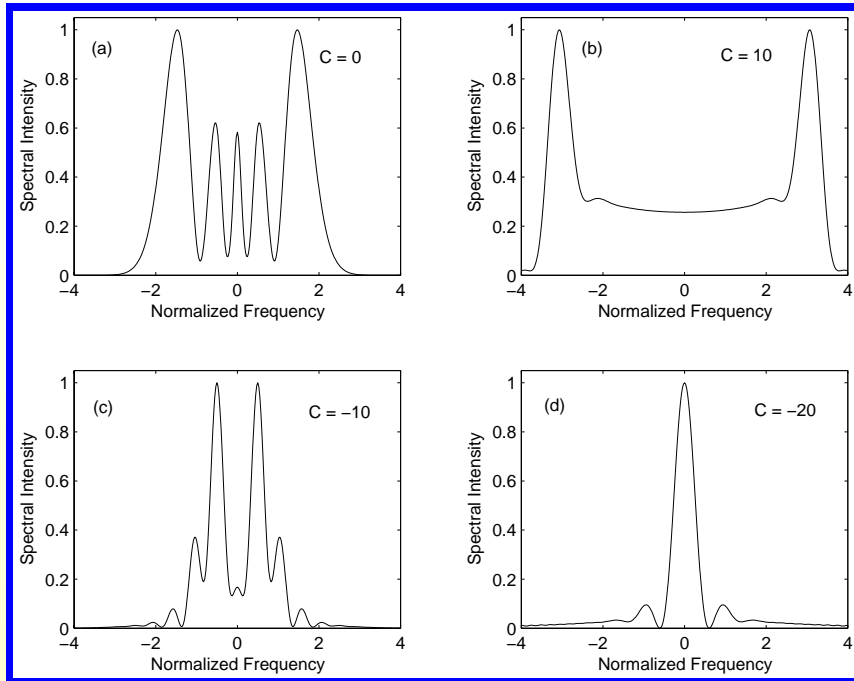 (a)
C = 0
Spectral Intensity
1
0.8
0.6
0.4
0.2
0
−4 −2 0 2 4
Normalized Frequency
(b)
C = 10
Spectral Intensity
1
0.8
0.6
0.4
0.2
0
−4 −2 0 2 4
Normalized Frequency
(c)
C = −10
Spectral Intensity
1
0.8
0.6
0.4
0.2
0
−4 −2 0 2 4
Normalized Frequency
(d)
C = −20
Spectral Intensity
1
0.8
0.6
0.4
0.2
0
−4 −2 0 2 4
Normalized Frequency